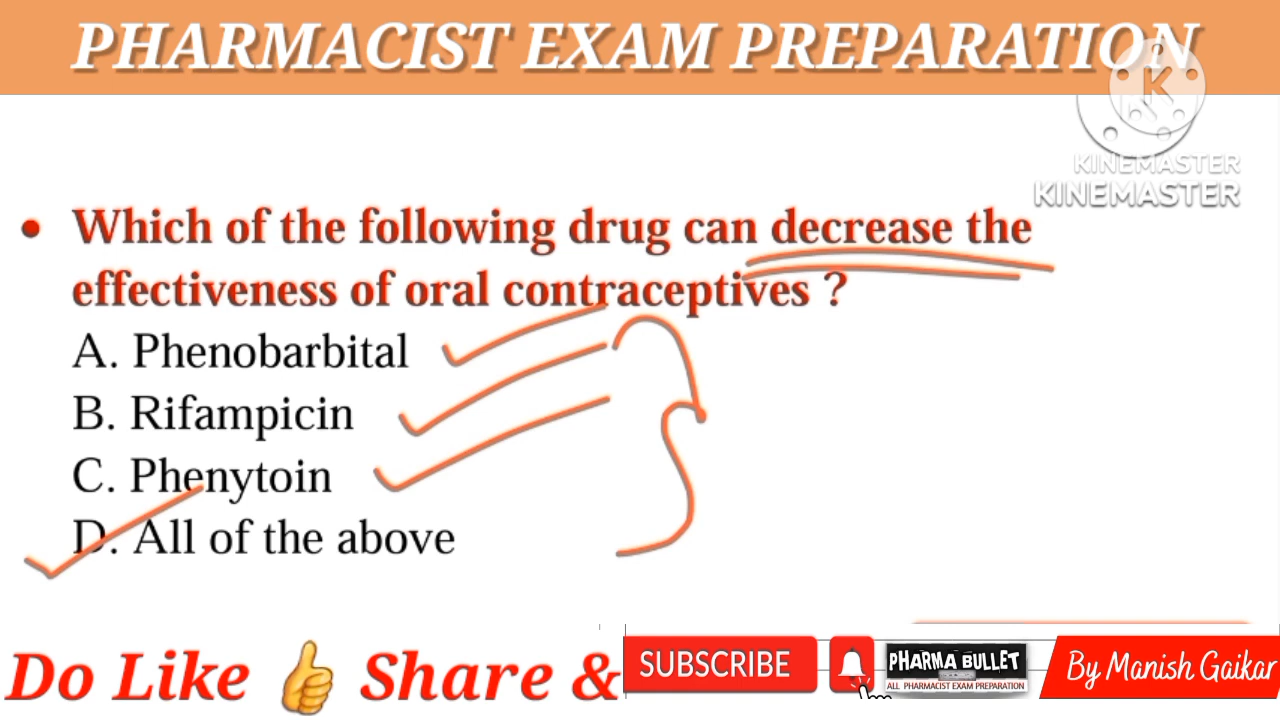 PHARMACIST EXAM PREPARATION
K
KINEMASTER
KINEMASTER
• Which of the following drug can decrease the
effectiveness of oral contraceptives ?
A. Phenobarbital
B. Rifampicin
C. Phenytoin
D. All of the above
Do Like 👍 Share &
SUBSCRIBE
PHARMA BULLET
ALL PHARMACIST EXAM PREPARATION
By Manish Gaikar